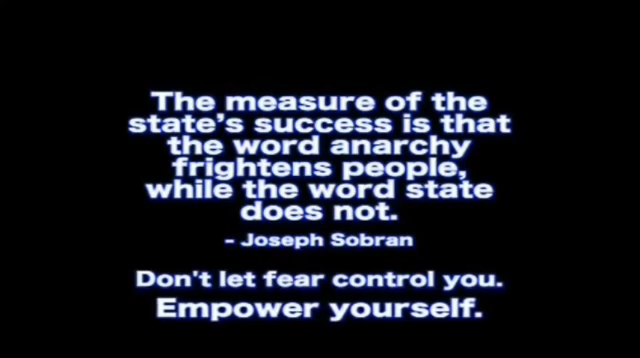 The measure of the
state's success is that
the word anarchy
frightens people,
while the word state
does not.
- Joseph Sobran
Don't let fear control you.
Empower yourself.